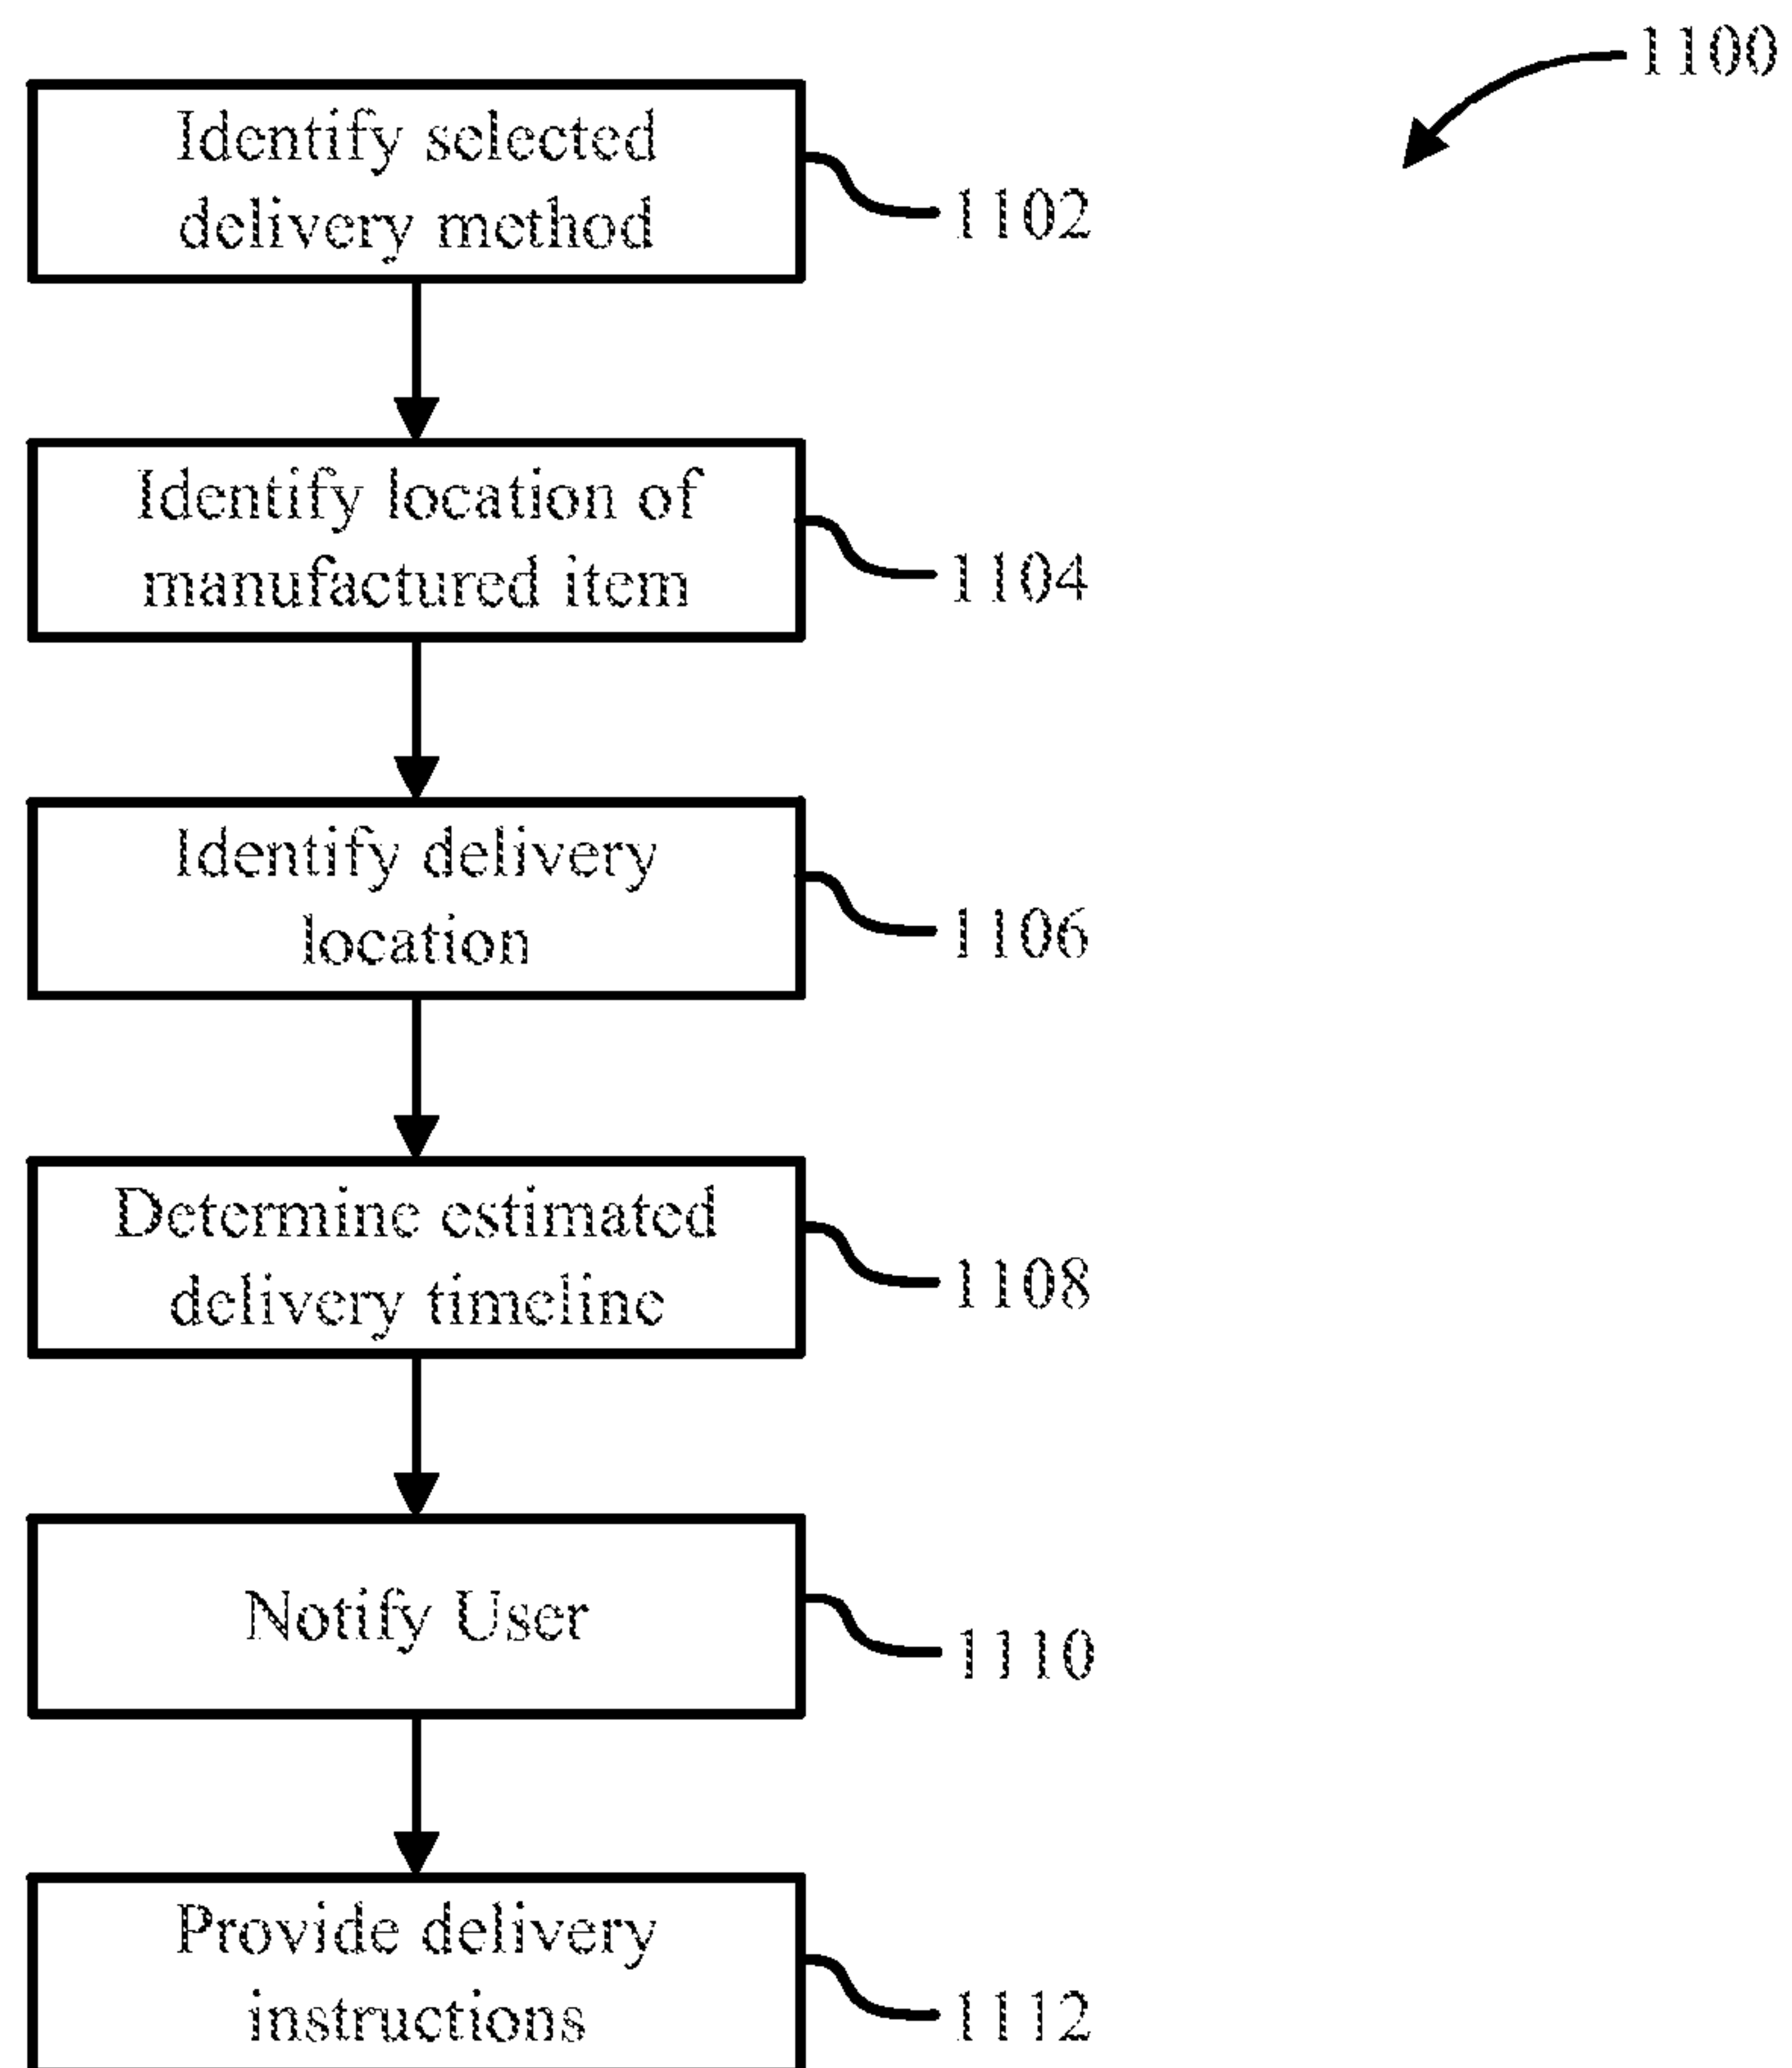 1100
Identify selected
delivery method
1102
Identify location of
manufactured item
1104
Identify delivery
location
1106
Determine estimated
delivery timeline
1108
Notify User
1110
Provide delivery
instructions
1112